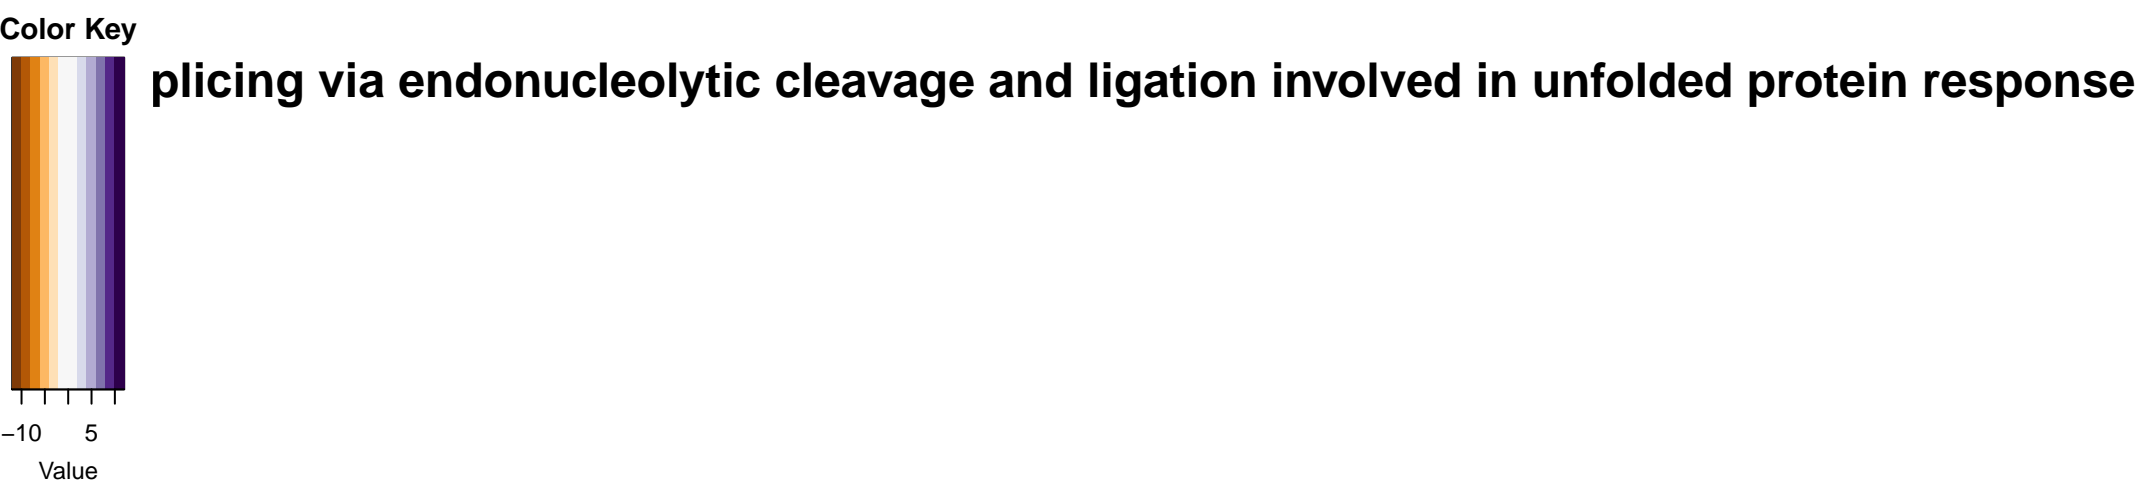 Color Key
plicing via endonucleolytic cleavage and ligation involved in unfolded protein response
−10 5
Value